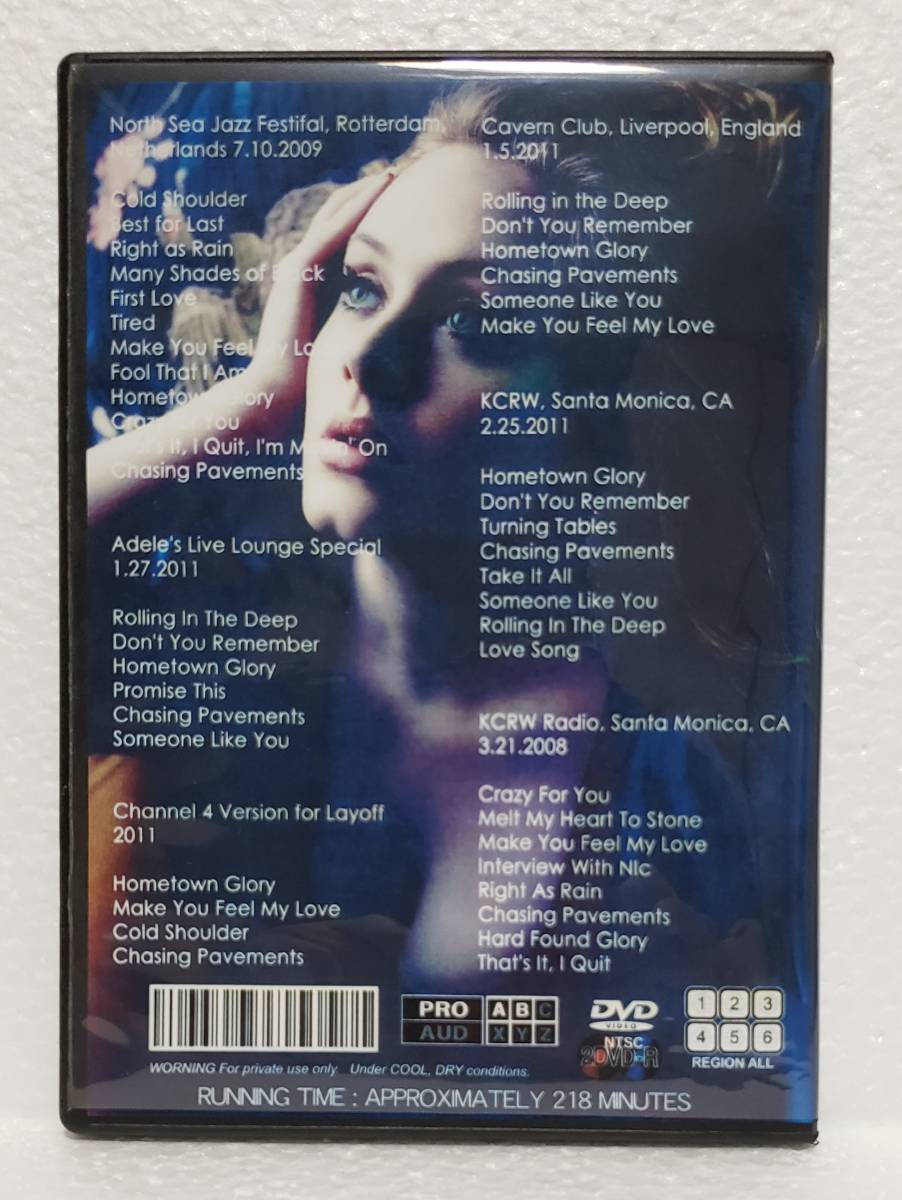 North Sea Jazz Festifal, Rotterdam,
Netherlands 7.10.2009
Cold Shoulder
Best for Last
Right as Rain
Many Shades of Black
First Love
Tired
Make You Feel My Lo
Fool That I Am
Hometown Glory
Crazy For You
That's It, I Quit, I'm Movin' On
Chasing Pavements
Adele's Live Lounge Special
1.27.2011
Rolling In The Deep
Don't You Remember
Hometown Glory
Promise This
Chasing Pavements
Someone Like You
Channel 4 Version for Layoff
2011
Hometown Glory
Make You Feel My Love
Cold Shoulder
Chasing Pavements
Cavern Club, Liverpool, England
1.5.2011
Rolling in the Deep
Don't You Remember
Hometown Glory
Chasing Pavements
Someone Like You
Make You Feel My Love
KCRW, Santa Monica, CA
2.25.2011
Hometown Glory
Don't You Remember
Turning Tables
Chasing Pavements
Take It All
Someone Like You
Rolling In The Deep
Love Song
KCRW Radio, Santa Monica, CA
3.21.2008
Crazy For You
Melt My Heart To Stone
Make You Feel My Love
Interview With Nic
Right As Rain
Chasing Pavements
Hard Found Glory
That's It, I Quit
PRO ABC
AUD XYZ
DVD
VIDEO
NTSC
2DVD-R
1 2 3
4 5 6
REGION ALL
WORNING For private use only. Under COOL, DRY conditions.
RUNNING TIME : APPROXIMATELY 218 MINUTES